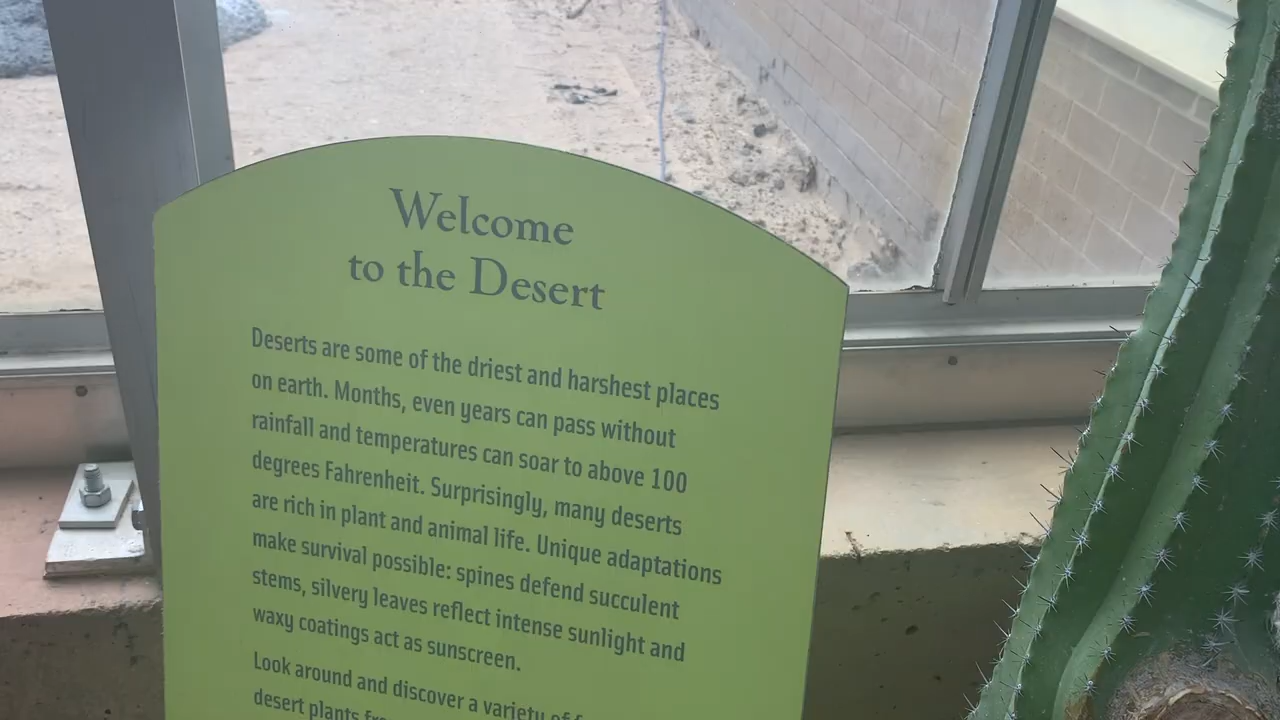 Welcome
to the Desert
Deserts are some of the driest and harshest places
on earth. Months, even years can pass without
rainfall and temperatures can soar to above 100
degrees Fahrenheit. Surprisingly, many deserts
are rich in plant and animal life. Unique adaptations
make survival possible: spines defend succulent
stems, silvery leaves reflect intense sunlight and
waxy coatings act as sunscreen.
Look around and discover a variety of
desert plants